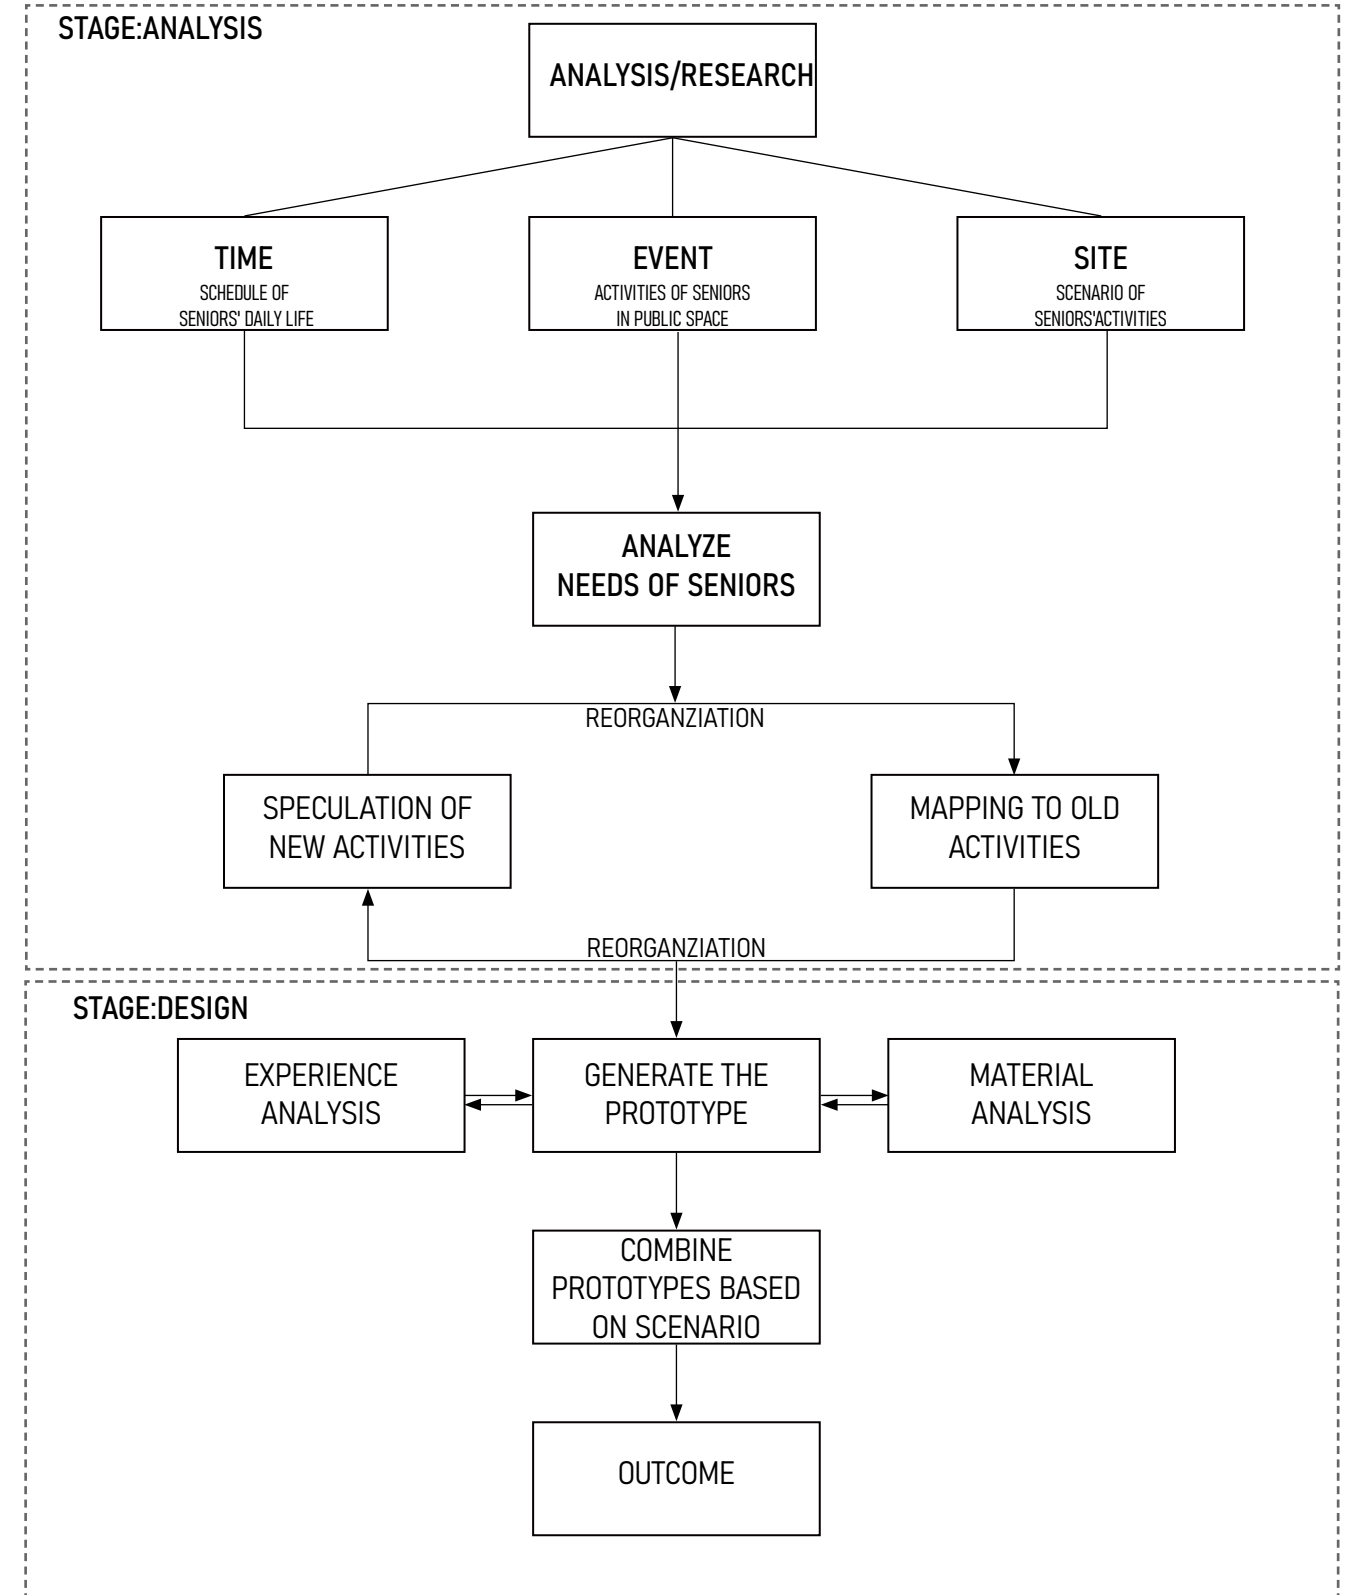 STAGE:ANALYSIS
ANALYSIS/RESEARCH
TIME
SCHEDULE OF
SENIORS' DAILY LIFE
EVENT
ACTIVITIES OF SENIORS
IN PUBLIC SPACE
SITE
SCENARIO OF
SENIORS'ACTIVITIES
ANALYZE
NEEDS OF SENIORS
REORGANZIATION
SPECULATION OF
NEW ACTIVITIES
MAPPING TO OLD
ACTIVITIES
REORGANZIATION
STAGE:DESIGN
EXPERIENCE
ANALYSIS
GENERATE THE
PROTOTYPE
MATERIAL
ANALYSIS
COMBINE
PROTOTYPES BASED
ON SCENARIO
OUTCOME